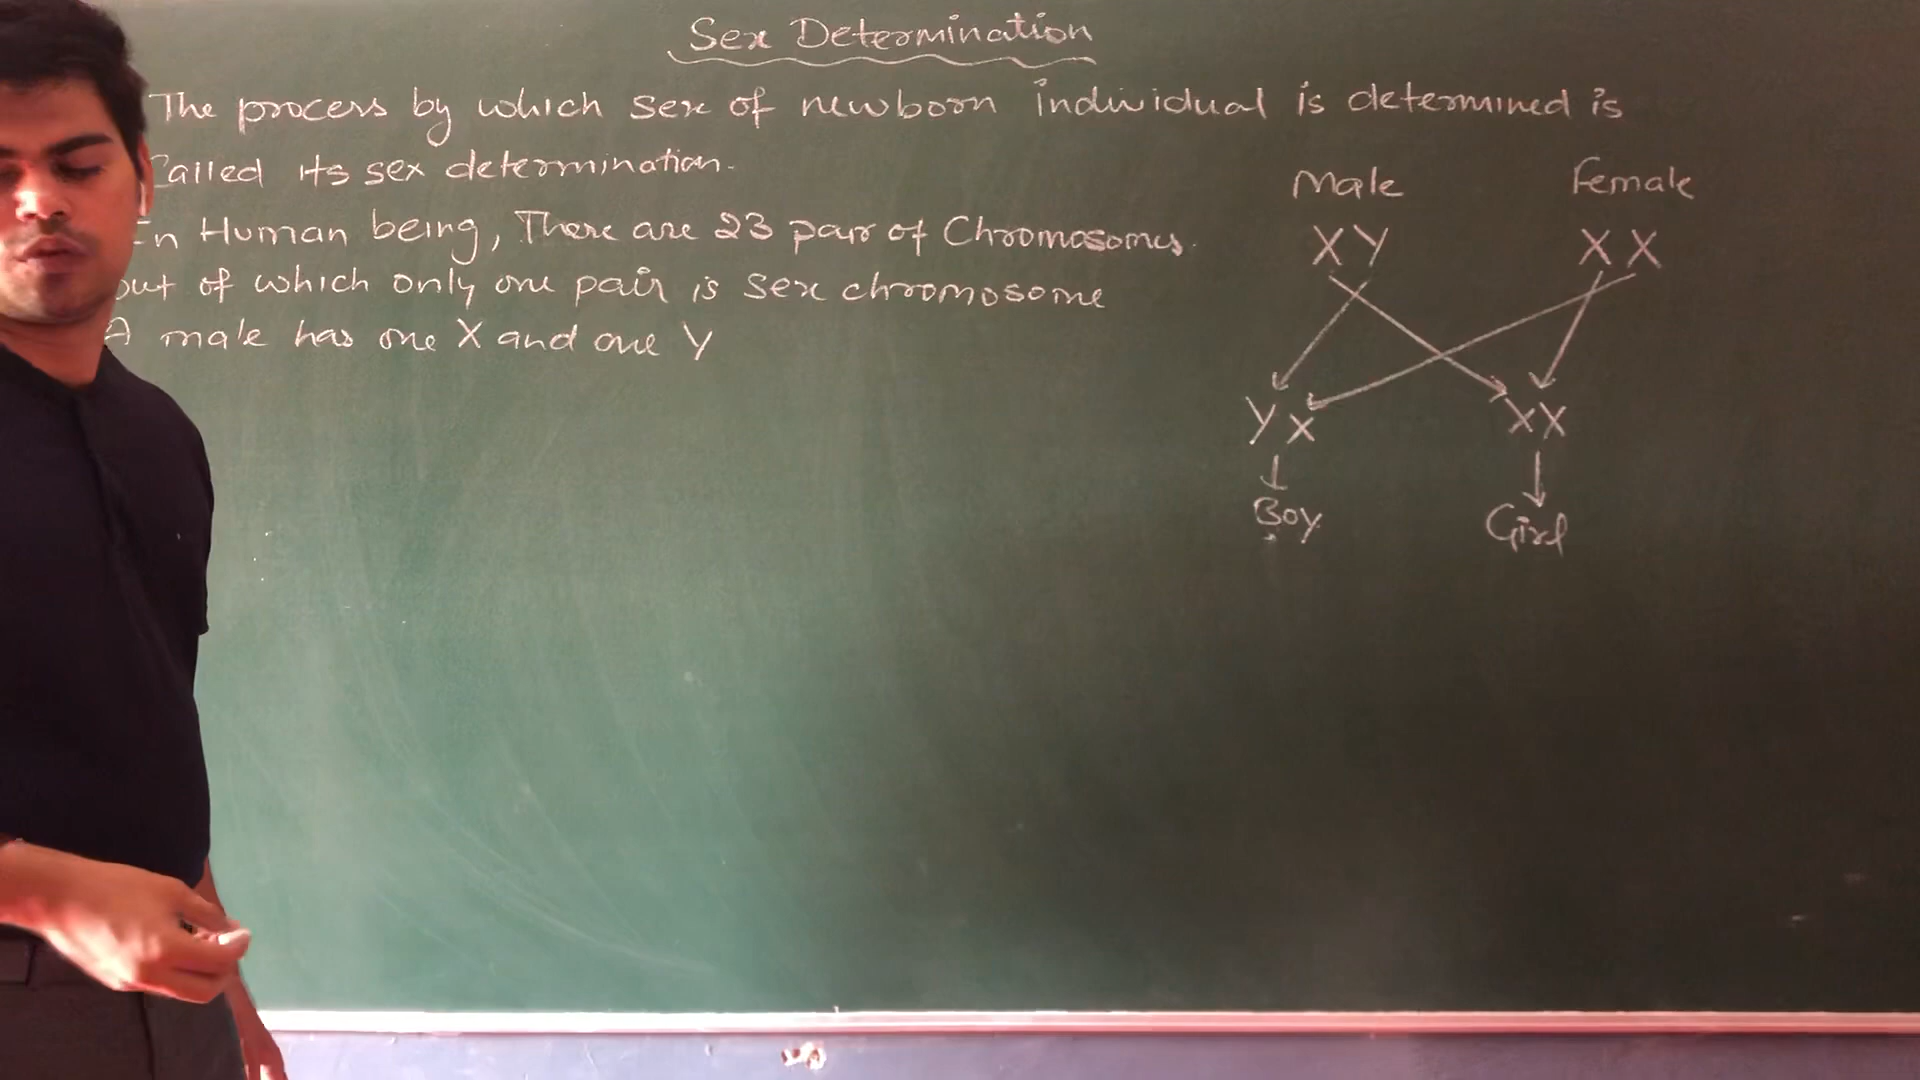 Sex Determination
The process by which sex of newborn individual is determined is
Called its sex determination.
Male Female
In Human being, There are 23 pair of Chromosomes.
XY XX
out of which only one pair is sex chromosome
A male has one X and one Y
YX XX
Boy Girl